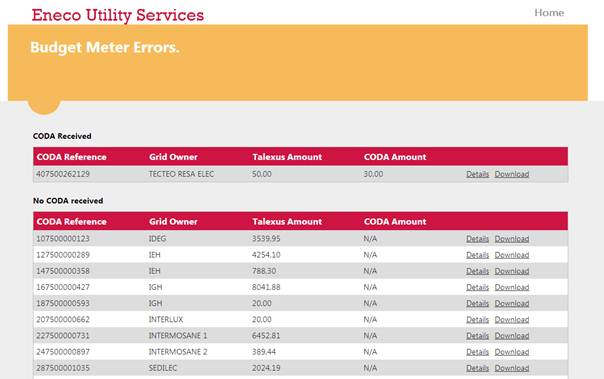 Eneco Utility Services
Home
Budget Meter Errors.
CODA Received
CODA Reference Grid Owner Talexus Amount CODA Amount
407500262129 TECTEO RESA ELEC 50,00 30,00 Details Download
No CODA received
CODA Reference Grid Owner Talexus Amount CODA Amount
107500000123 IDEG 3539,95 N/A Details Download
127500000289 IEH 4254,10 N/A Details Download
147500000358 IEH 788,30 N/A Details Download
167500000427 IGH 8041,88 N/A Details Download
187500000593 IGH 20,00 N/A Details Download
207500000662 INTERLUX 20,00 N/A Details Download
227500000731 INTERMOSANE 1 6452,81 N/A Details Download
247500000897 INTERMOSANE 2 389,44 N/A Details Download
287500001035 SEDILEC 2024,19 N/A Details Download